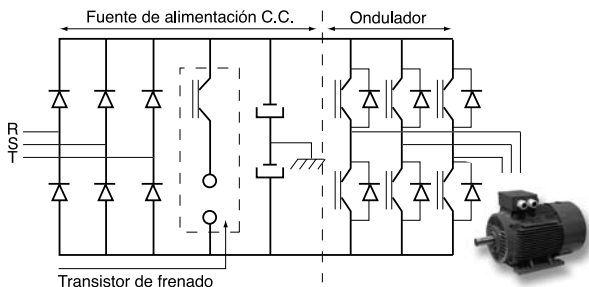 Fuente de alimentación C.C.
Ondulador
R
S
T
Transistor de frenado